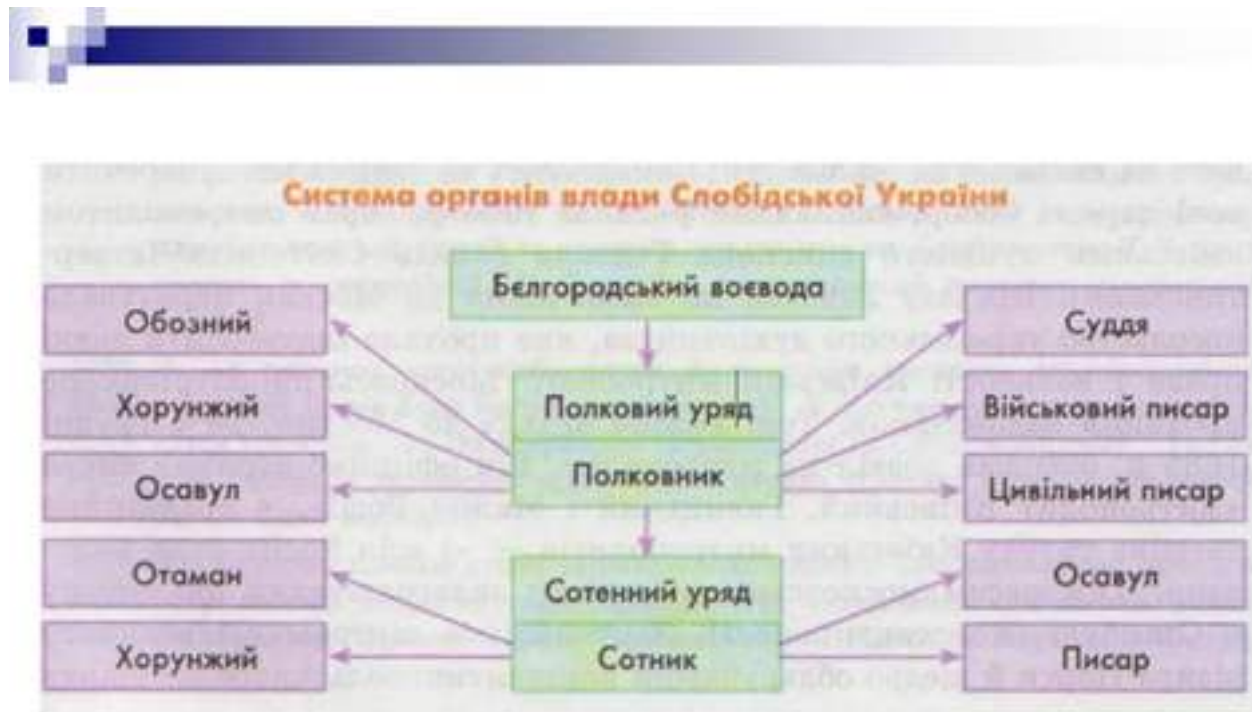 Система органів влади Слобідської України
Бєлгородський воєвода
Обозний
Суддя
Хорунжий
Полковий уряд
Військовий писар
Осавул
Полковник
Цивільний писар
Отаман
Сотенний уряд
Осавул
Хорунжий
Сотник
Писар